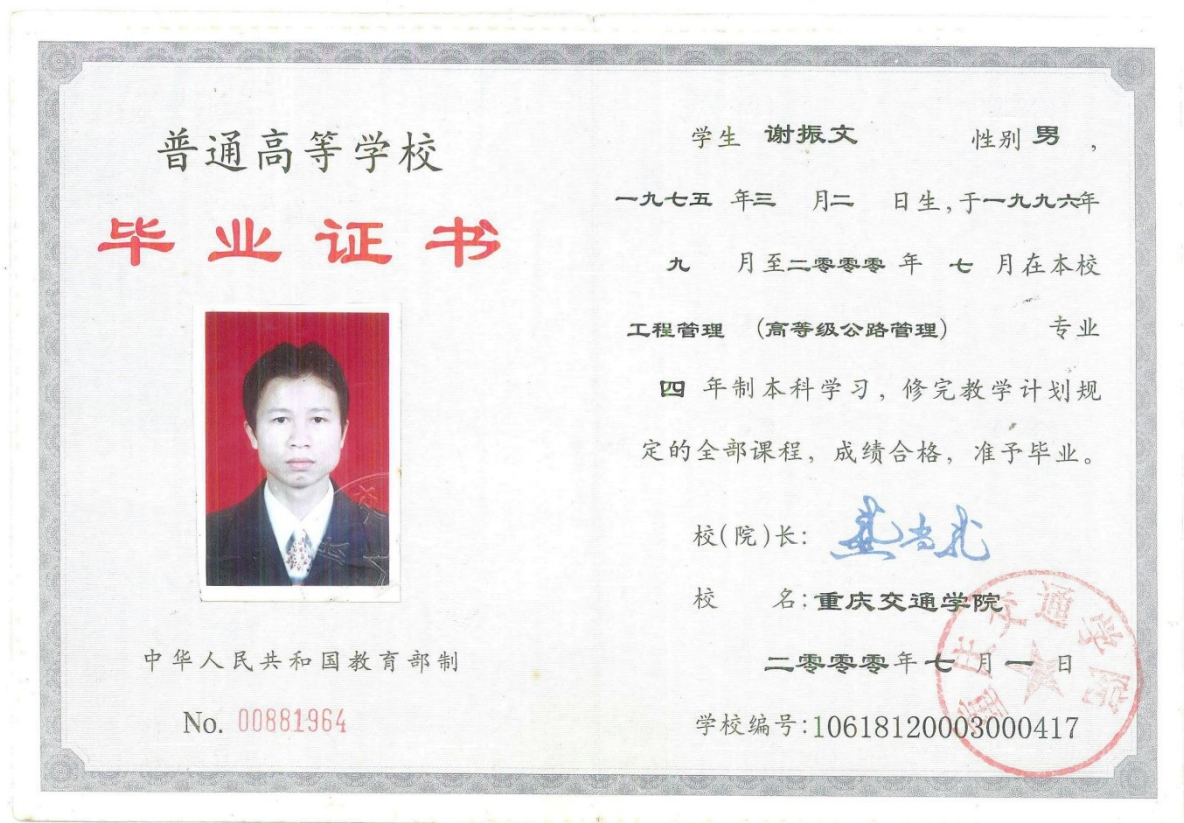 普通高等学校
毕业证书
中华人民共和国教育部制
No. 00881964
学生 谢振文 性别 男 ,
一九七五 年三 月二 日生,于一九九六年
九 月至二零零零 年 七 月在本校
工程管理 (高等级公路管理) 专业
四 年制本科学习, 修完教学计划规
定的全部课程, 成绩合格, 准予毕业。
校(院)长:
校 名:重庆交通学院
二零零零年七月一日
学校编号:10618120003000417
重庆交通学院